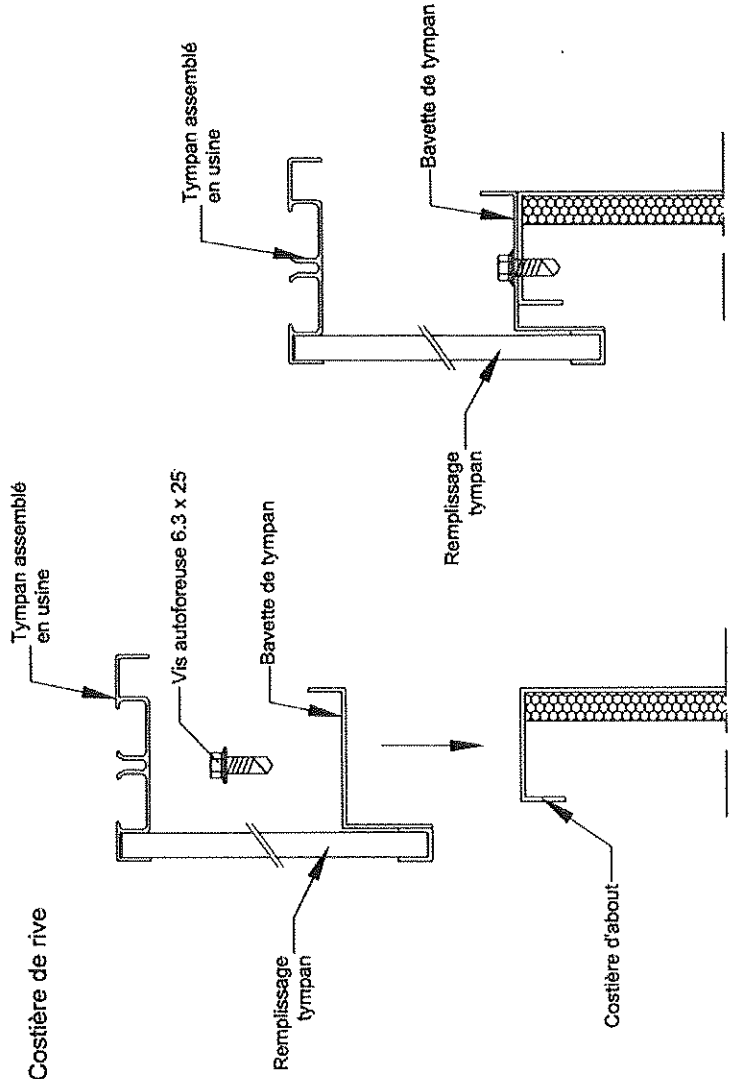 Costière de rive
Tympan assemblé
en usine
Vis autoforeuse 6.3 x 25
Bavette de tympan
Remplissage
tympan
Costière d'about
Tympan assemblé
en usine
Bavette de tympan
Remplissage
tympan